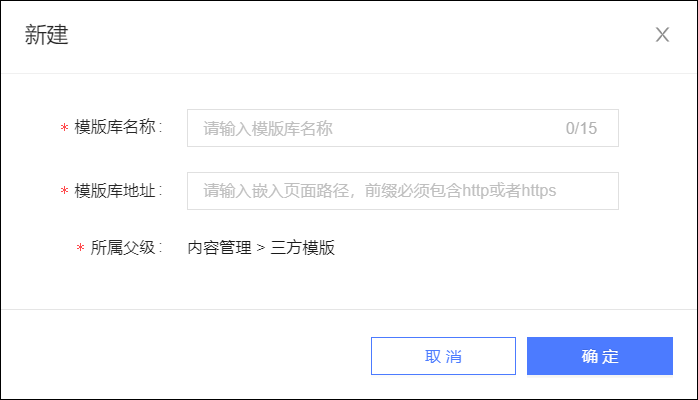 新建
* 模版库名称: 请输入模版库名称 0/15
* 模版库地址: 请输入嵌入页面路径，前缀必须包含http或者https
* 所属父级: 内容管理 > 三方模版
取 消 确 定